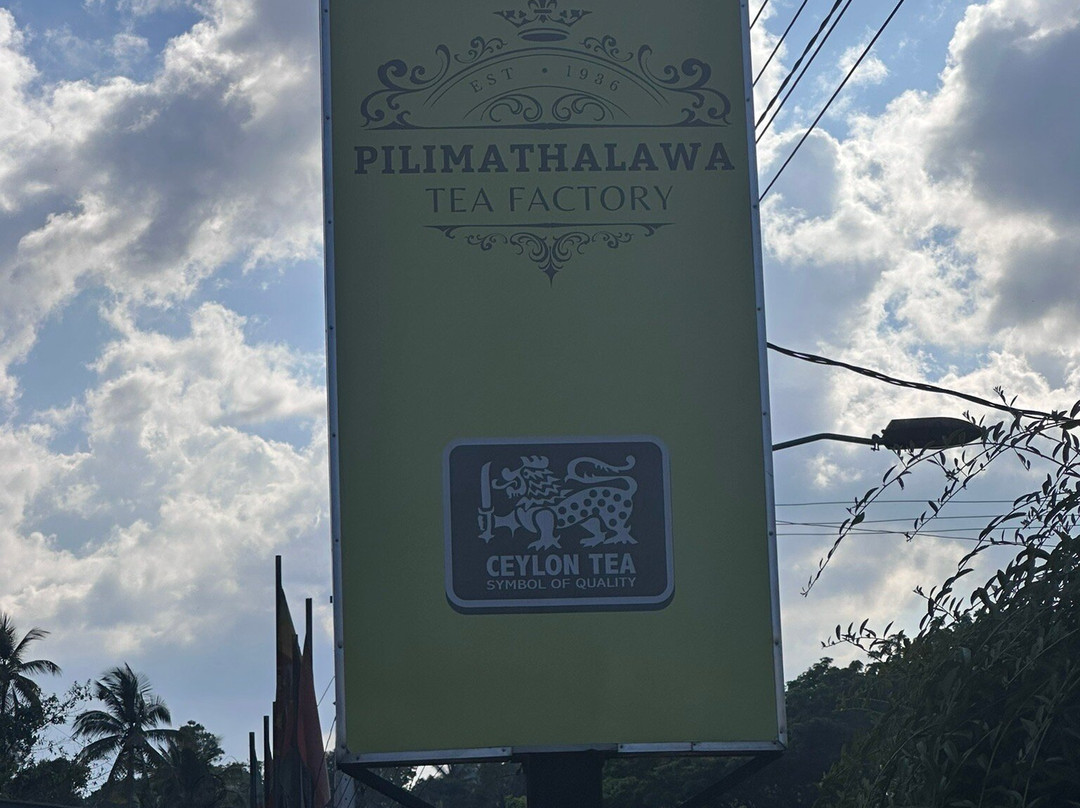 EST • 1936
PILIMATHALAWA
TEA FACTORY
CEYLON TEA
SYMBOL OF QUALITY